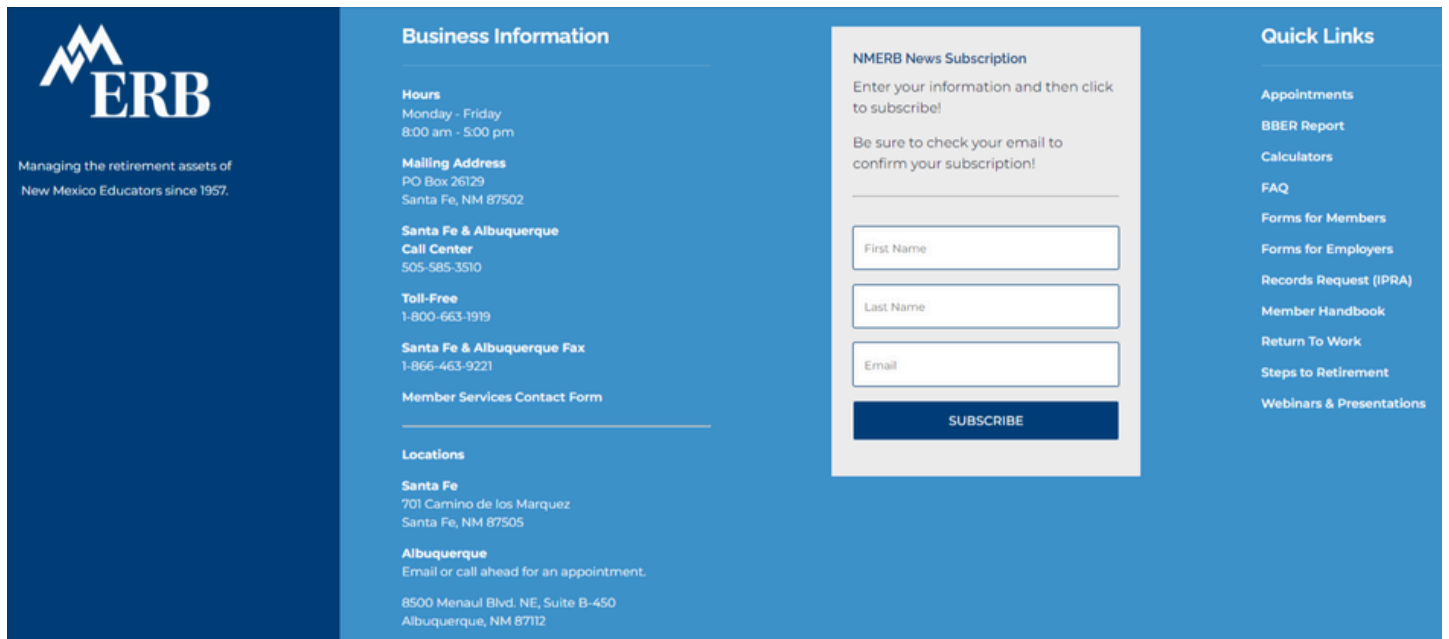 NMERB
Managing the retirement assets of
New Mexico Educators since 1957.
Business Information
Hours
Monday - Friday
8:00 am - 5:00 pm
Mailing Address
PO Box 26129
Santa Fe, NM 87502
Santa Fe & Albuquerque
Call Center
505-585-3510
Toll-Free
1-800-663-1919
Santa Fe & Albuquerque Fax
1-866-463-9221
Member Services Contact Form
Locations
Santa Fe
701 Camino de los Marquez
Santa Fe, NM 87505
Albuquerque
Email or call ahead for an appointment.
8500 Menaul Blvd. NE, Suite B-450
Albuquerque, NM 87112
NMERB News Subscription
Enter your information and then click
to subscribe!
Be sure to check your email to
confirm your subscription!
First Name
Last Name
Email
SUBSCRIBE
Quick Links
Appointments
BBER Report
Calculators
FAQ
Forms for Members
Forms for Employers
Records Request (IPRA)
Member Handbook
Return To Work
Steps to Retirement
Webinars & Presentations